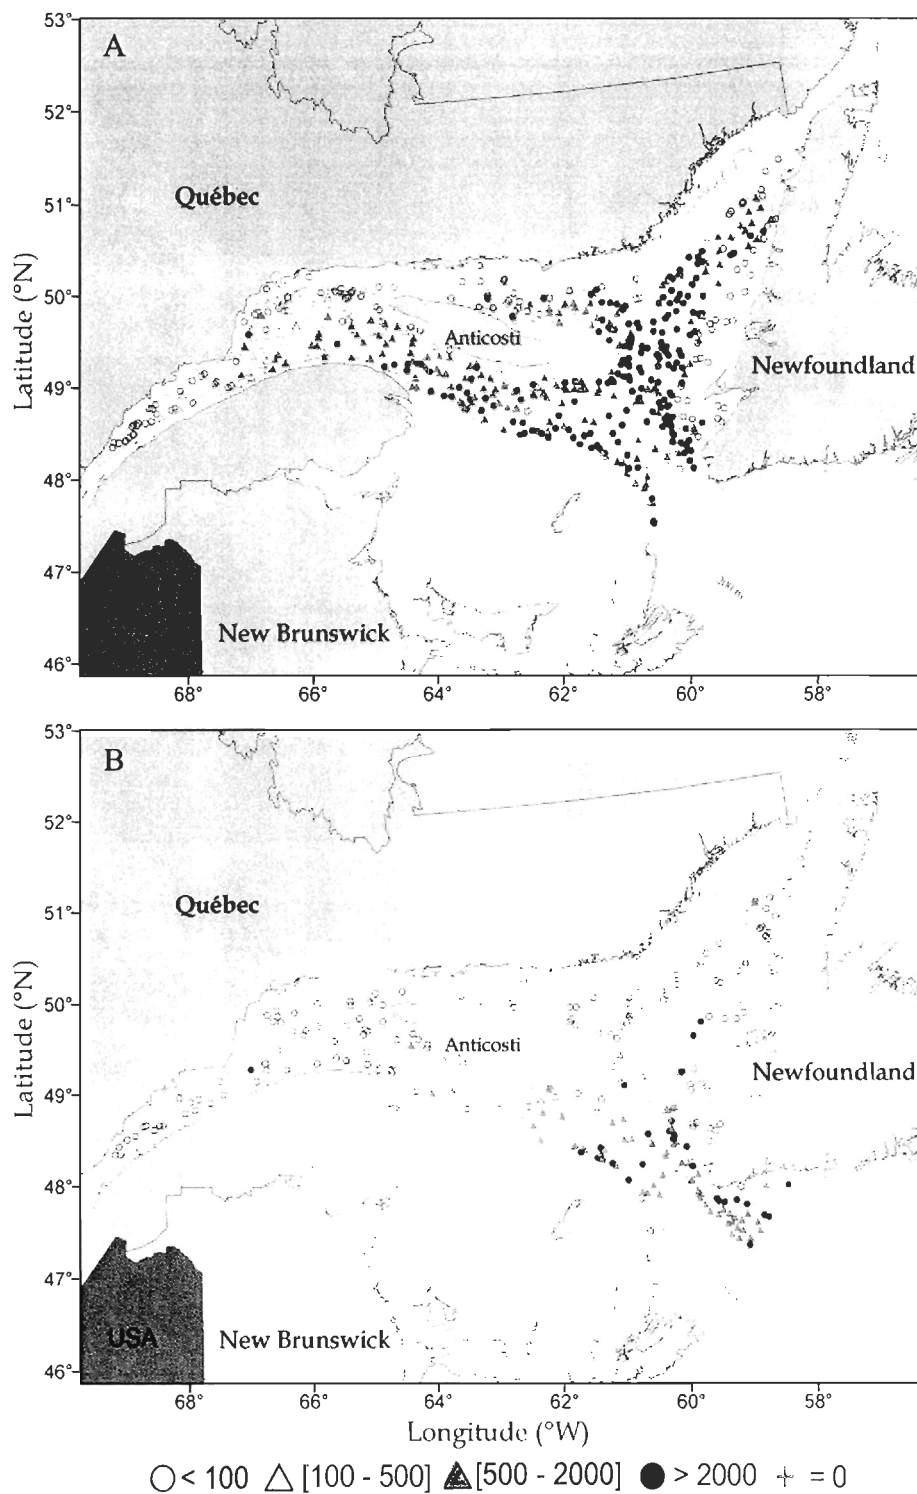 53°
A
52°
Québec
51°
50°
Anticosti
Latitude (°N)
49°
Newfoundland
48°
47°
200 m
New Brunswick
46°
68° 66° 64° 62° 60° 58°
53°
B
52°
Québec
51°
50°
Anticosti
Latitude (°N)
49°
Newfoundland
48°
47°
USA New Brunswick
46°
68° 66° 64° 62° 60° 58°
Longitude (°W)
< 100 [100 - 500] [500 - 2000] > 2000 = 0